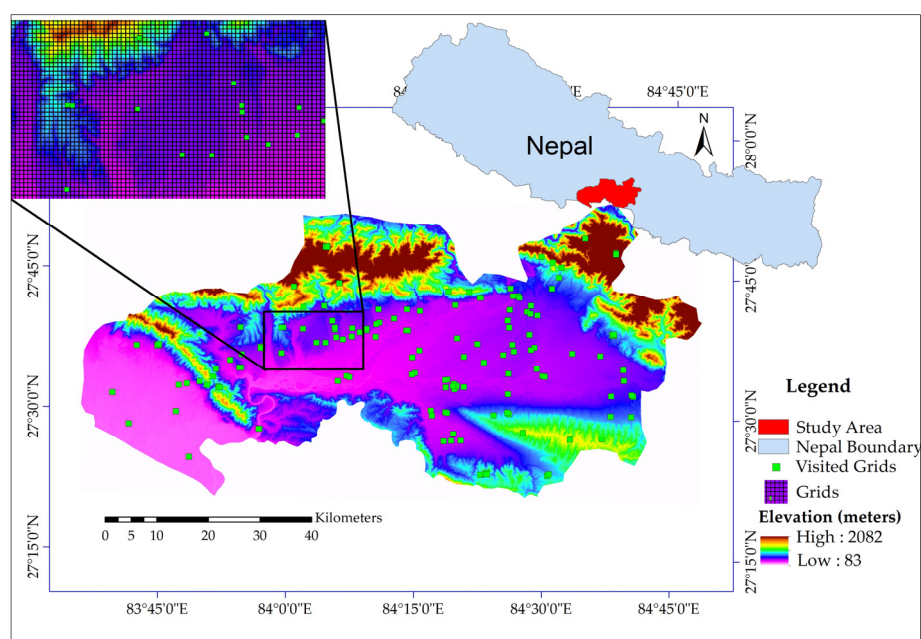 84°30'0"E
84°45'0"E
N
28°0'0"N
Nepal
27°45'0"N
27°45'0"N
27°30'0"N
27°30'0"N
27°15'0"N
27°15'0"N
Legend
Study Area
Nepal Boundary
Visited Grids
Grids
Elevation (meters)
High : 2082
Low : 83
Kilometers
0 5 10 20 30 40
83°45'0"E
84°0'0"E
84°15'0"E
84°30'0"E
84°45'0"E